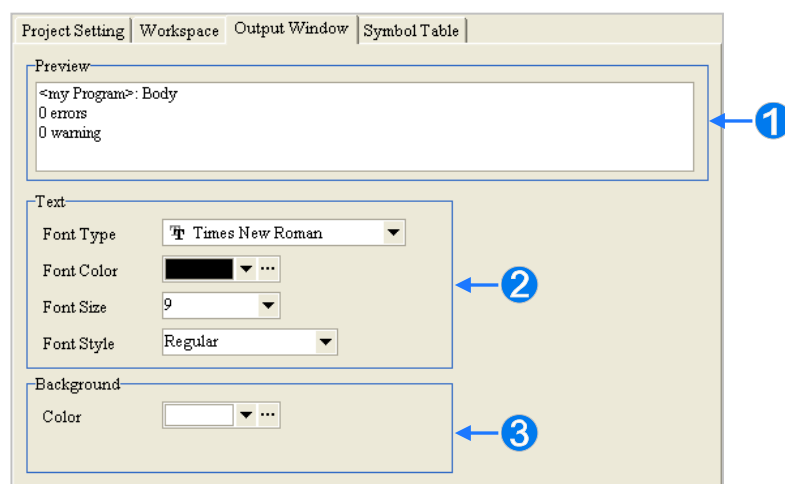 Project Setting Workspace Output Window Symbol Table
Preview
<my Program>: Body
0 errors
0 warning
1
Text
Font Type Times New Roman
Font Color
Font Size 9
Font Style Regular
2
Background
Color
3